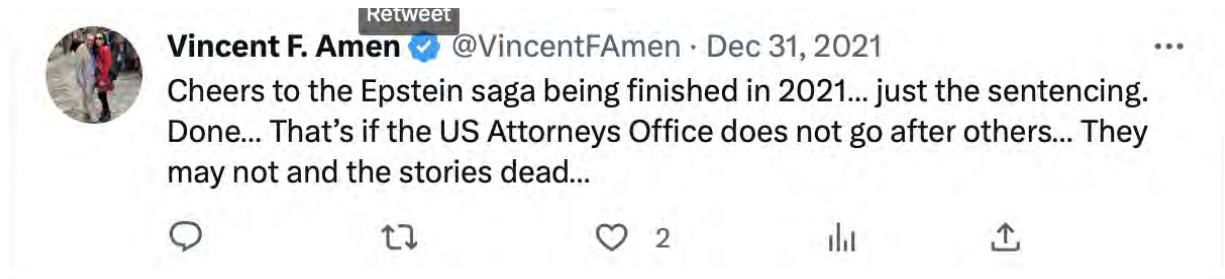 Retweet
Vincent F. Amen @VincentFAmen · Dec 31, 2021
Cheers to the Epstein saga being finished in 2021... just the sentencing.
Done... That's if the US Attorneys Office does not go after others... They
may not and the stories dead...
2